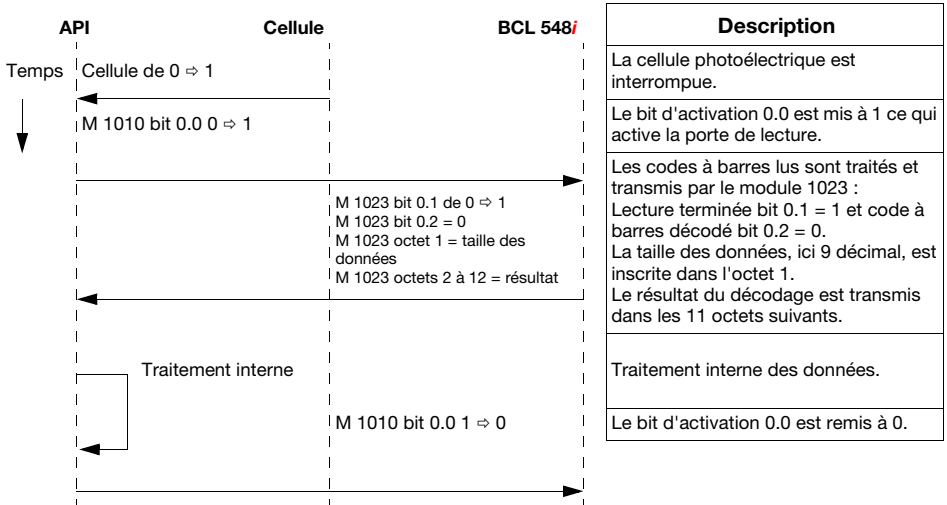 API
Cellule
BCL 548i
Temps
Cellule de 0 ⇨ 1
M 1010 bit 0.0 0 ⇨ 1
M 1023 bit 0.1 de 0 ⇨ 1
M 1023 bit 0.2 = 0
M 1023 octet 1 = taille des
données
M 1023 octets 2 à 12 = résultat
Traitement interne
M 1010 bit 0.0 1 ⇨ 0
Description
La cellule photoélectrique est
interrompue.
Le bit d'activation 0.0 est mis à 1 ce qui
active la porte de lecture.
Les codes à barres lus sont traités et
transmis par le module 1023 :
Lecture terminée bit 0.1 = 1 et code à
barres décodé bit 0.2 = 0.
La taille des données, ici 9 décimal, est
inscrite dans l'octet 1.
Le résultat du décodage est transmis
dans les 11 octets suivants.
Traitement interne des données.
Le bit d'activation 0.0 est remis à 0.